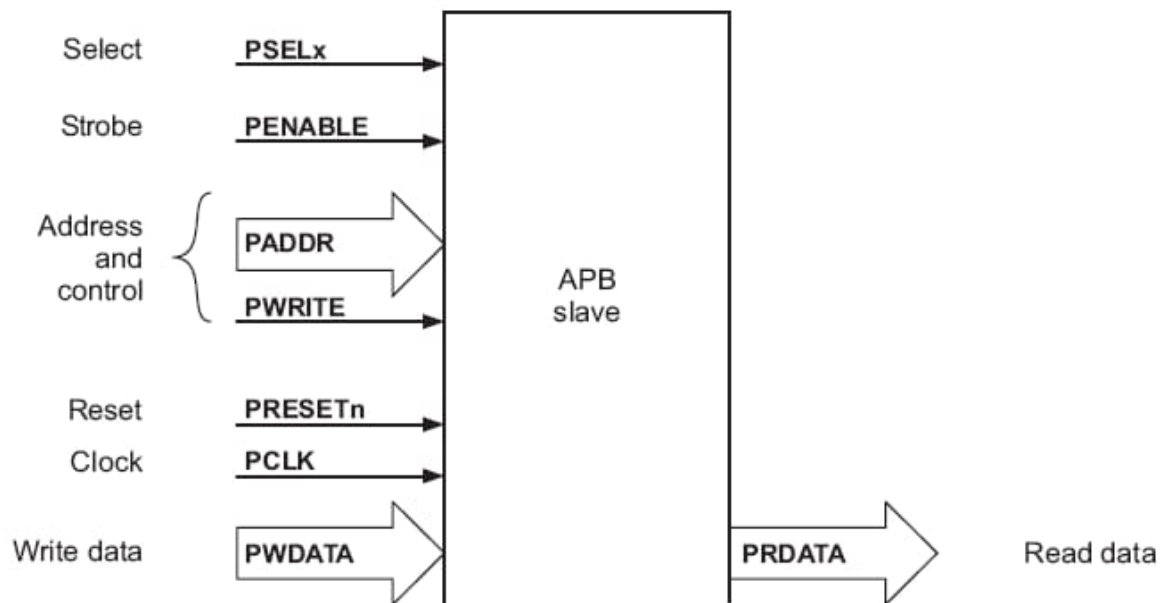 Select
PSELx
Strobe
PENABLE
Address
and
control
PADDR
PWRITE
APB
slave
Reset
PRESETn
Clock
PCLK
Write data
PWDATA
PRDATA
Read data